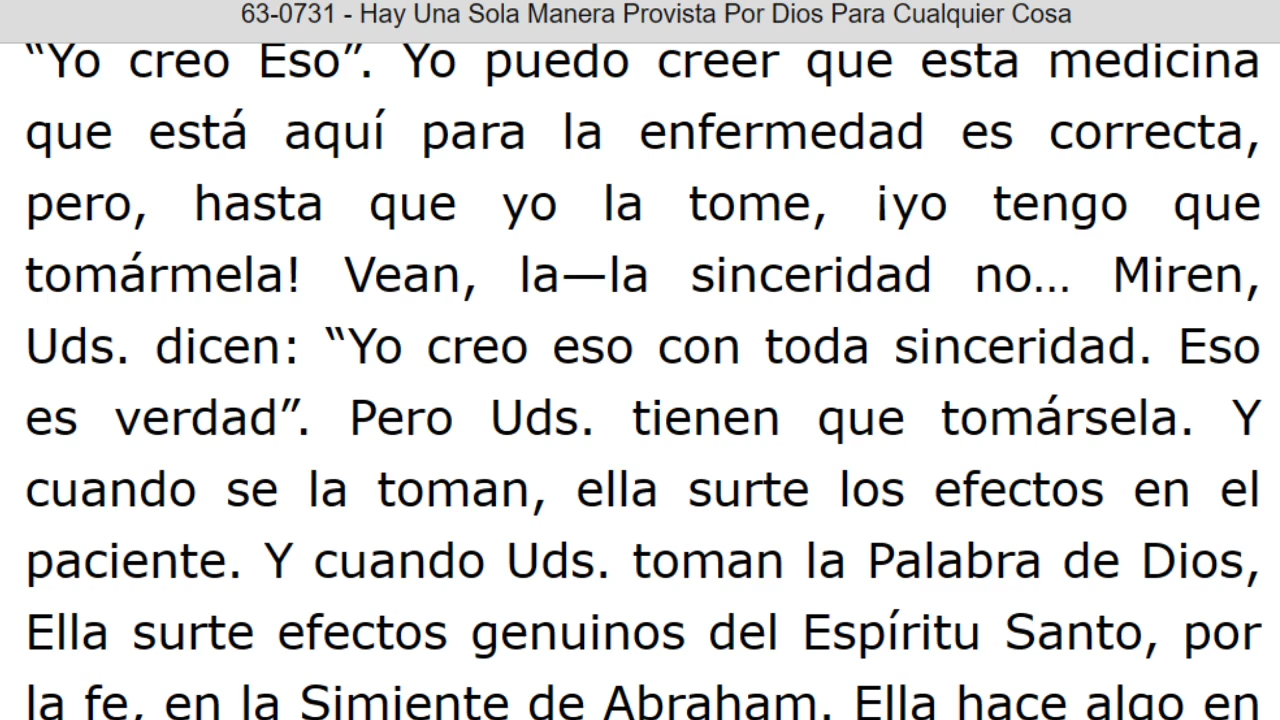 63-0731 - Hay Una Sola Manera Provista Por Dios Para Cualquier Cosa
“Yo creo Eso”. Yo puedo creer que esta medicina
que está aquí para la enfermedad es correcta,
pero, hasta que yo la tome, ¡yo tengo que
tomármela! Vean, la—la sinceridad no… Miren,
Uds. dicen: “Yo creo eso con toda sinceridad. Eso
es verdad”. Pero Uds. tienen que tomársela. Y
cuando se la toman, ella surte los efectos en el
paciente. Y cuando Uds. toman la Palabra de Dios,
Ella surte efectos genuinos del Espíritu Santo, por
la fe, en la Simiente de Abraham. Ella hace algo en